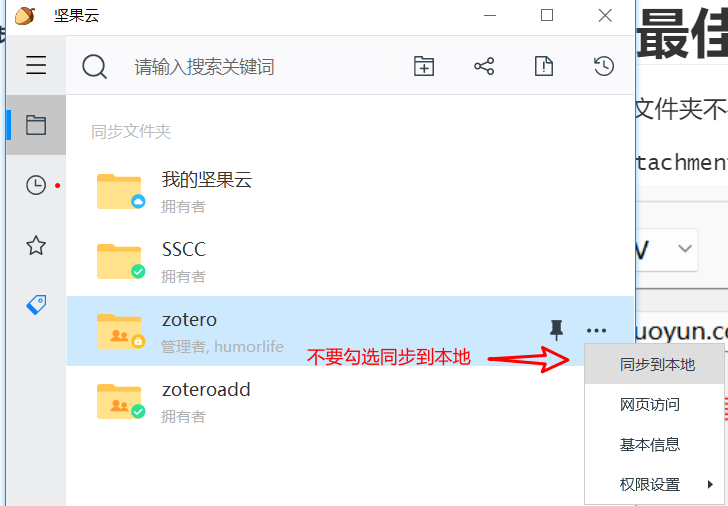 坚果云
最佳
请输入搜索关键词
文件夹不
同步文件夹
tachment
我的坚果云
拥有者
SSCC
拥有者
zotero
管理者, humorlife
不要勾选同步到本地
uoyun.co
同步到本地
zoteroadd
拥有者
网页访问
基本信息
权限设置